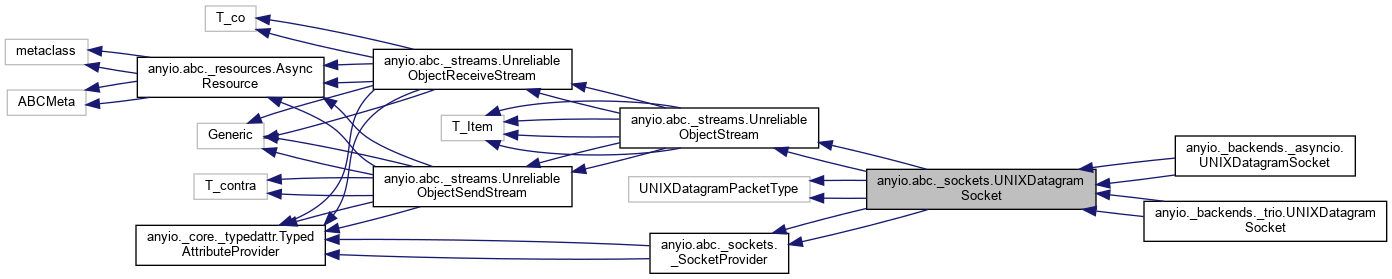 T_co
metaclass
anyio.abc._resources.Async
Resource
ABCMeta
anyio.abc._streams.Unreliable
ObjectReceiveStream
Generic
T_Item
anyio.abc._streams.Unreliable
ObjectStream
T_contra
anyio.abc._streams.Unreliable
ObjectSendStream
UNIXDatagramPacketType
anyio._core._typedattr.Typed
AttributeProvider
anyio.abc._sockets.
_SocketProvider
anyio.abc._sockets.UNIXDatagram
Socket
anyio._backends._asyncio.
UNIXDatagramSocket
anyio._backends._trio.UNIXDatagram
Socket